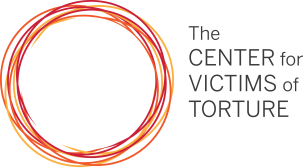 The
CENTER for
VICTIMS of
TORTURE